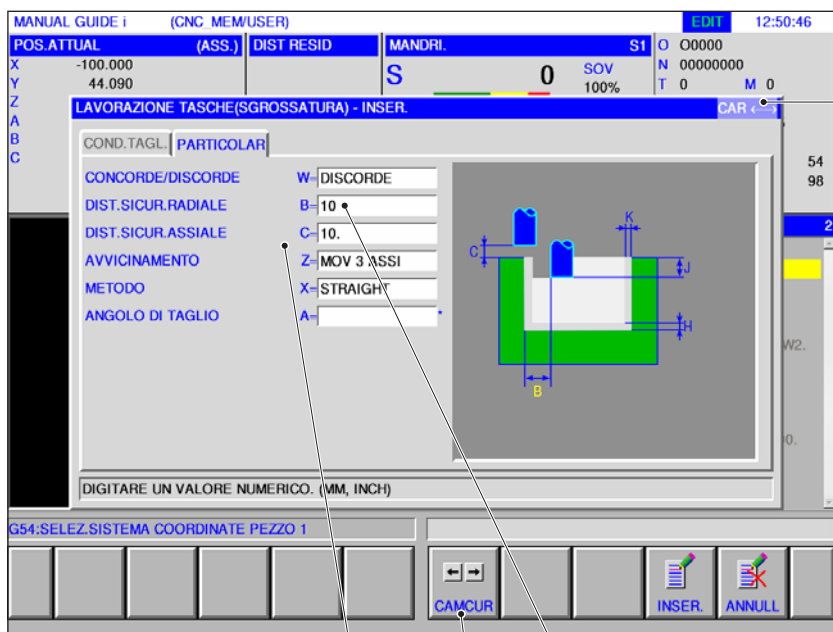 MANUAL GUIDE i (CNC_MEM/USER) EDIT 12:50:46
POS.ATTUAL (ASS.) DIST RESID MANDRI. S1 O O0000
X -100.000 N 00000000
Y 44.090 S 0 SOV 100% T 0 M 0
Z
A
B
C
54
98
LAVORAZIONE TASCHE(SGROSSATURA) - INSER. CAR ←→
COND.TAGL. PARTICOLAR
CONCORDE/DISCORDE W= DISCORDE
DIST.SICUR.RADIALE B= 10
DIST.SICUR.ASSIALE C= 10.
AVVICINAMENTO Z= MOV 3 ASSI
METODO X= STRAIGHT
ANGOLO DI TAGLIO A= °
K
C
J
H
B
2
W2.
00.
DIGITARE UN VALORE NUMERICO. (MM, INCH)
G54:SELEZ.SISTEMA COORDINATE PEZZO 1
CAMCUR INSER. ANNULL